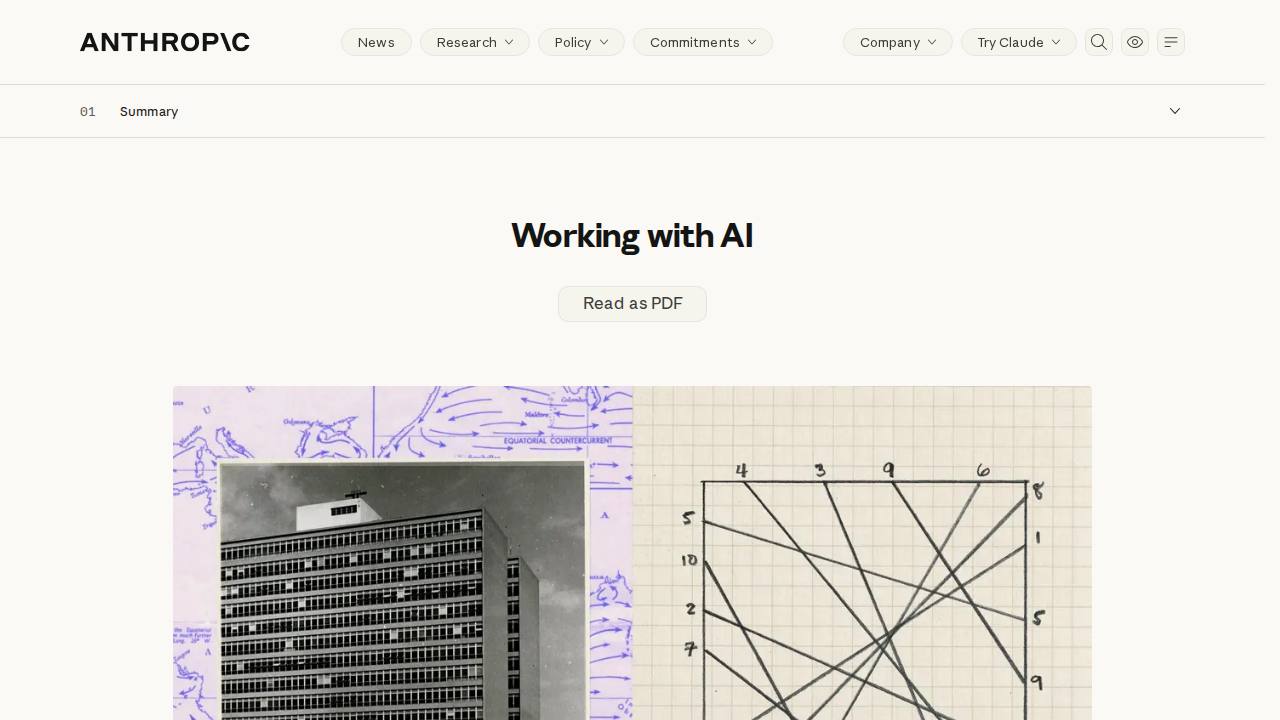 ANTHROP\C
News
Research
Policy
Commitments
Company
Try Claude
01 Summary
Working with AI
Read as PDF
EQUATORIAL COUNTERCURRENT
4 3 9 6
8
5
1
10
2
5
7
9